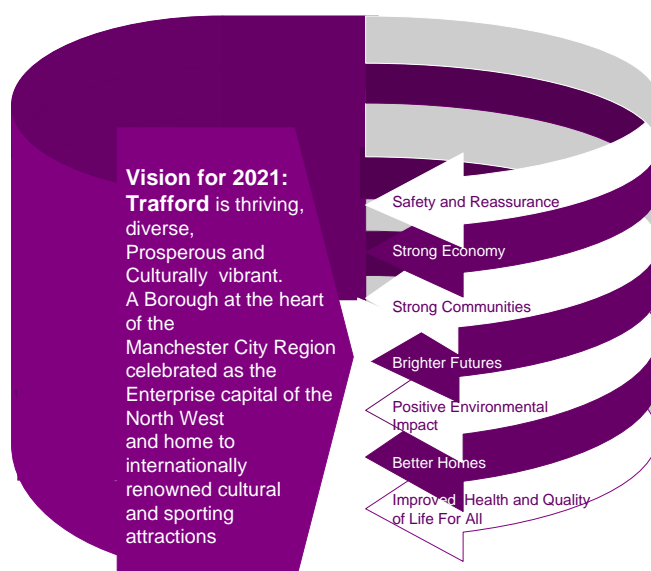 Vision for 2021:
Trafford is thriving,
diverse,
Prosperous and
Culturally vibrant.
A Borough at the heart
of the
Manchester City Region
celebrated as the
Enterprise capital of the
North West
and home to
internationally
renowned cultural
and sporting
attractions
Safety and Reassurance
Strong Economy
Strong Communities
Brighter Futures
Positive Environmental
Impact
Better Homes
Improved Health and Quality
of Life For All